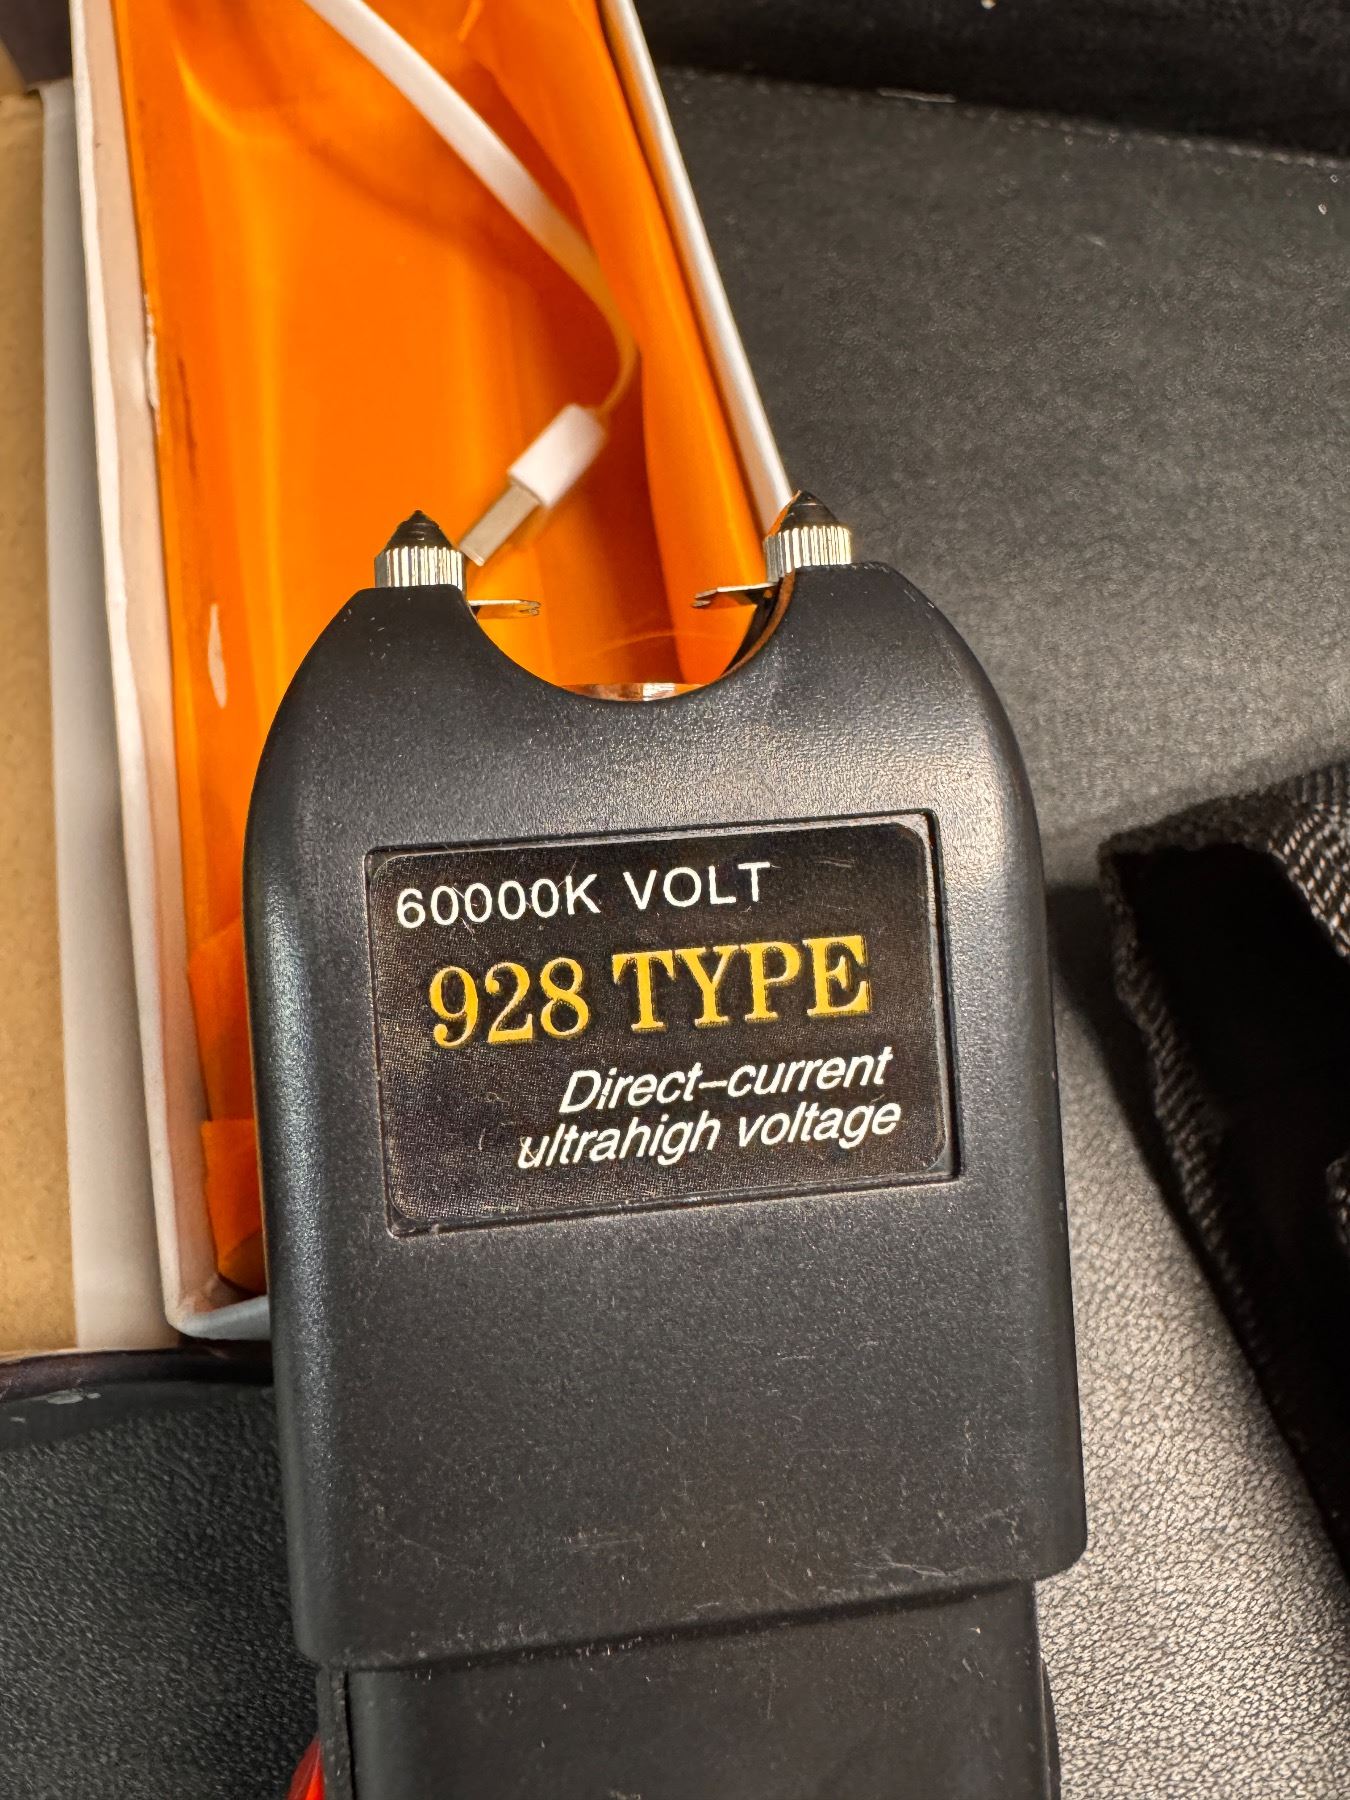 60000K VOLT
928 TYPE
Direct-current
ultrahigh voltage